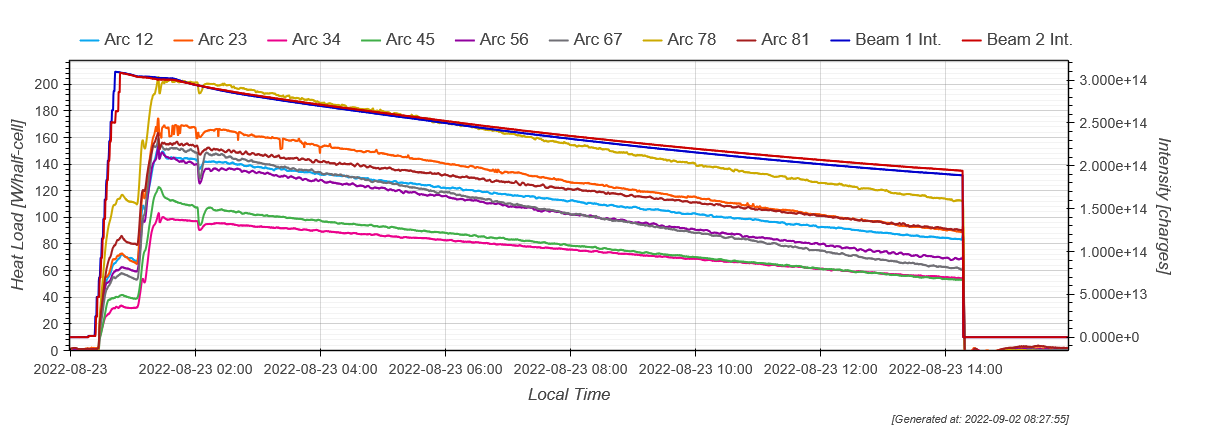 Arc 12 Arc 23 Arc 34 Arc 45 Arc 56 Arc 67 Arc 78 Arc 81 Beam 1 Int. Beam 2 Int.
Heat Load [W/half-cell]
200
180
160
140
120
100
80
60
40
20
0
3.000e+14
2.500e+14
2.000e+14
1.500e+14
1.000e+14
5.000e+13
0.000e+0
Intensity [charges]
2022-08-23 2022-08-23 02:00 2022-08-23 04:00 2022-08-23 06:00 2022-08-23 08:00 2022-08-23 10:00 2022-08-23 12:00 2022-08-23 14:00
Local Time
[Generated at: 2022-09-02 08:27:55]